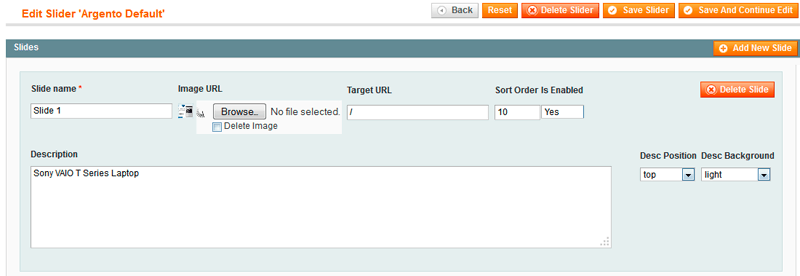 Edit Slider 'Argento Default'
Back
Reset
Delete Slider
Save Slider
Save And Continue Edit
Slides
Add New Slide
Slide name *
Image URL
Target URL
Sort Order Is Enabled
Delete Slide
Slide 1
Browse..
No file selected.
/
10
Yes
Delete Image
Description
Desc Position Desc Background
Sony VAIO T Series Laptop
top
light